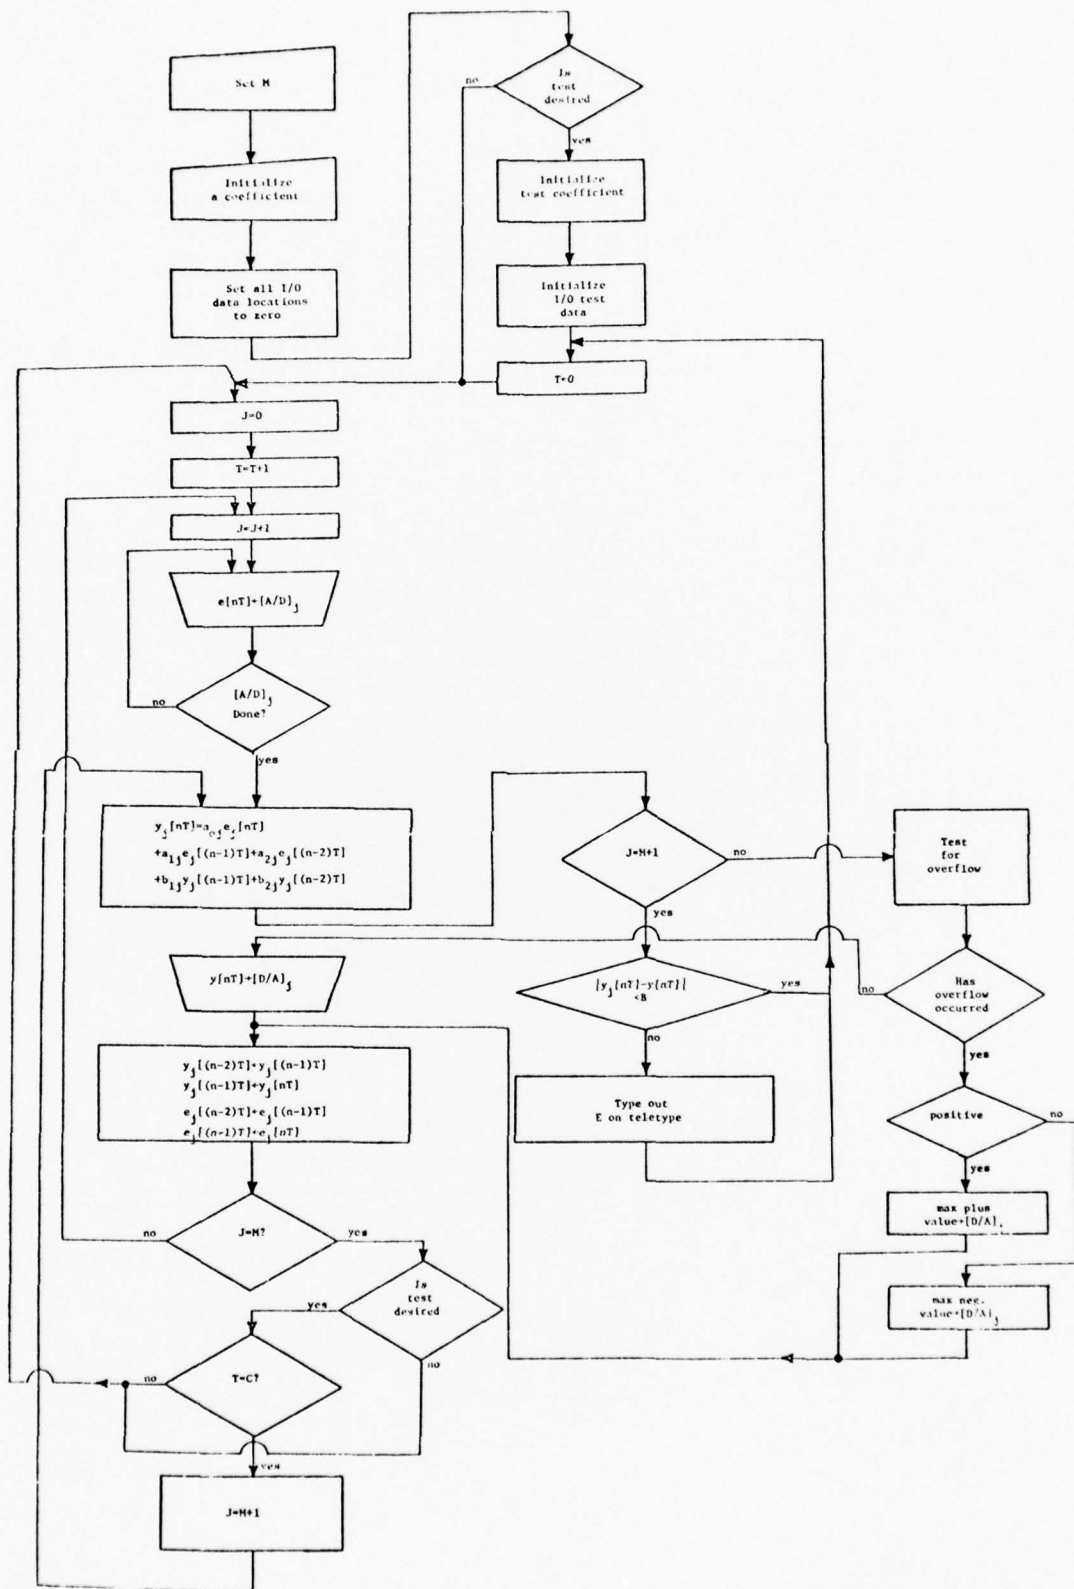 Set M
Initialize
a coefficient
Set all I/O
data locations
to zero
Is
test
desired
no
yes
Initialize
test coefficient
Initialize
I/O test
data
T=0
J=0
T=T+1
J=J+1
e[nT]←[A/D]j
[A/D]j
Done?
no
yes
yj[nT]=aojej[nT]
+a1jej[(n-1)T]+a2jej[(n-2)T]
+b1jyj[(n-1)T]+b2jyj[(n-2)T]
J=M+1
no
yes
Test
for
overflow
Has
overflow
occurred
no
yes
y[nT]→[D/A]j
|yj[nT]-y[nT]|
<B
yes
no
Type out
E on teletype
positive
no
yes
max plus
value→[D/A]j
max neg.
value→[D/A]j
yj[(n-2)T]←yj[(n-1)T]
yj[(n-1)T]←yj[nT]
ej[(n-2)T]←ej[(n-1)T]
ej[(n-1)T]←ej[nT]
J=M?
no
yes
Is
test
desired
yes
no
T=C?
no
yes
J=M+1